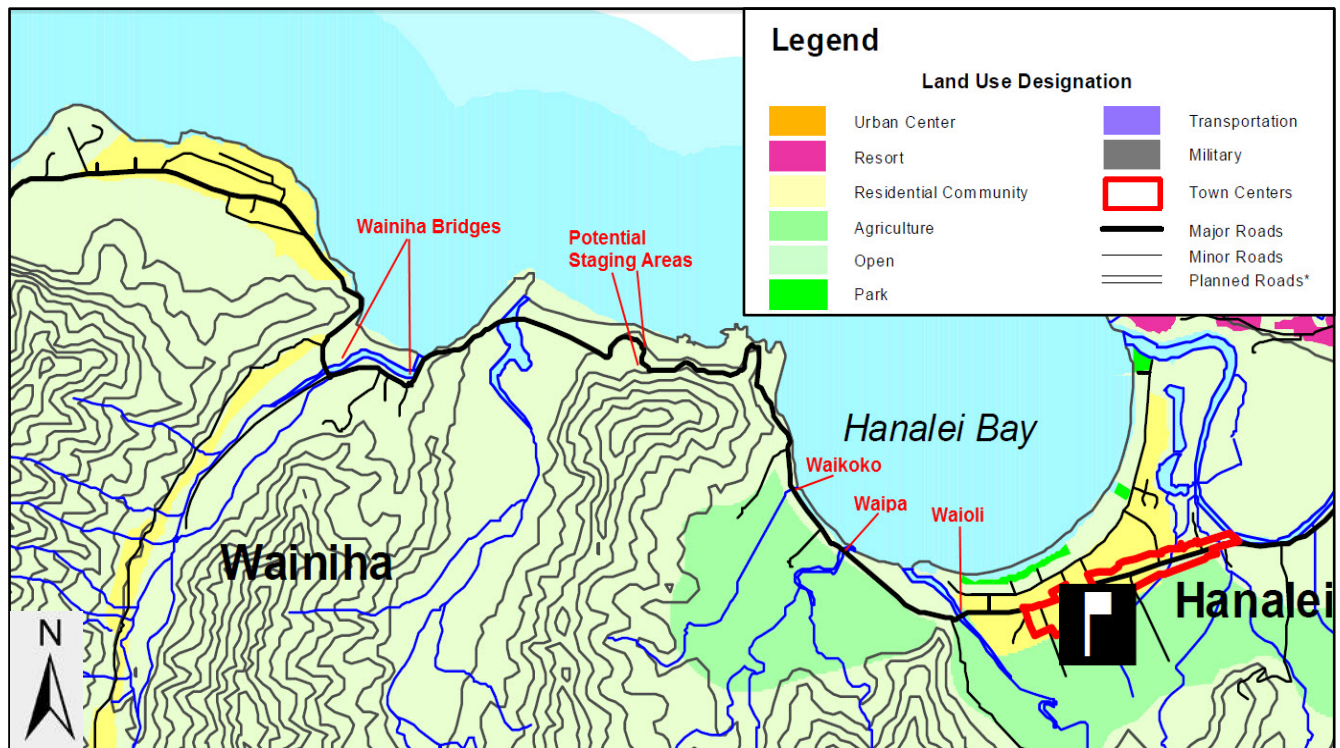 Legend
Land Use Designation
Urban Center
Resort
Residential Community
Agriculture
Open
Park
Transportation
Military
Town Centers
Major Roads
Minor Roads
Planned Roads*
Wainiha Bridges
Potential
Staging Areas
Hanalei Bay
Waikoko
Waipa
Waioli
Wainiha
Hanalei
N